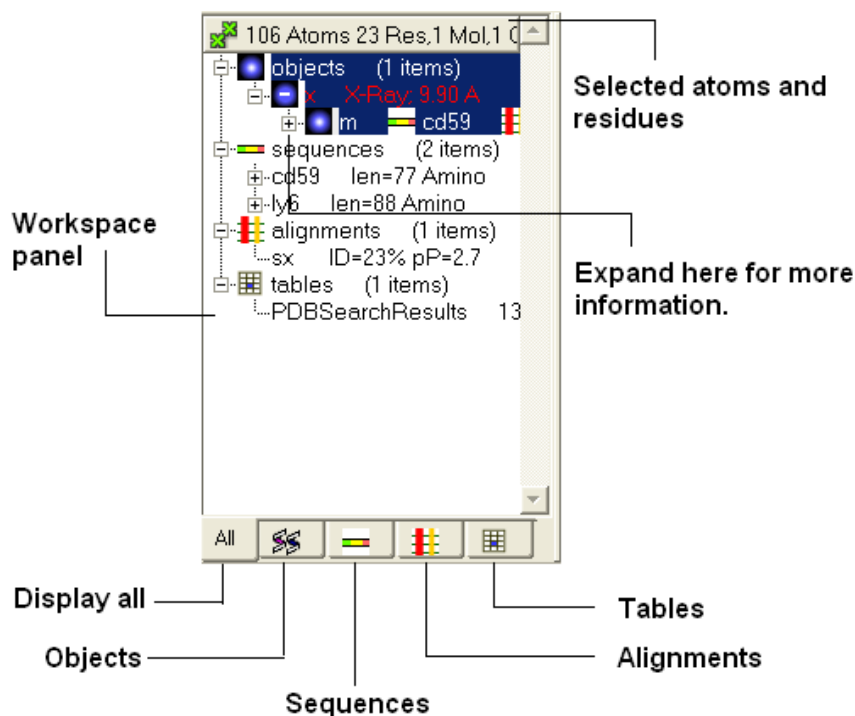 106 Atoms 23 Res,1 Mol,1
objects (1 items)
x X-Ray; 9.90 A
m cd59
sequences (2 items)
cd59 len=77 Amino
ly6 len=88 Amino
alignments (1 items)
sx ID=23% pP=2.7
tables (1 items)
PDBSearchResults 13
All
Selected atoms and
residues
Workspace
panel
Expand here for more
information.
Display all
Objects
Sequences
Tables
Alignments